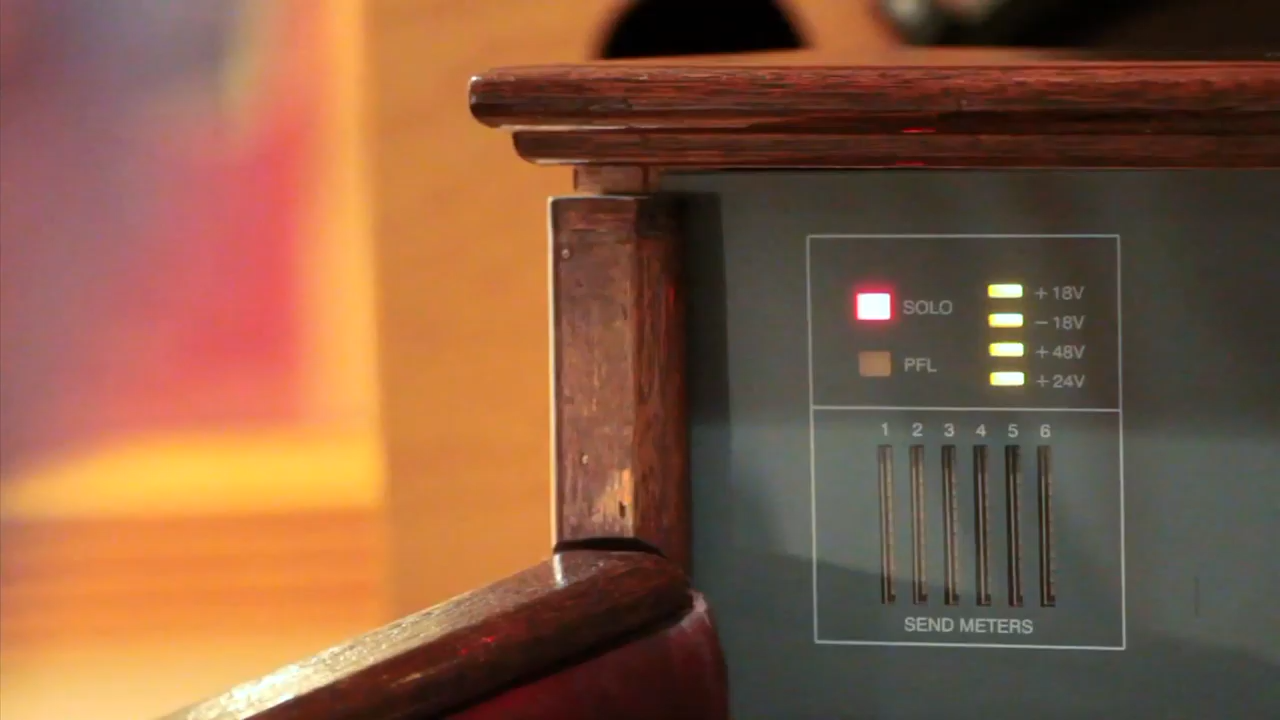 SOLO
PFL
+18V
−18V
+48V
+24V
1 2 3 4 5 6
SEND METERS